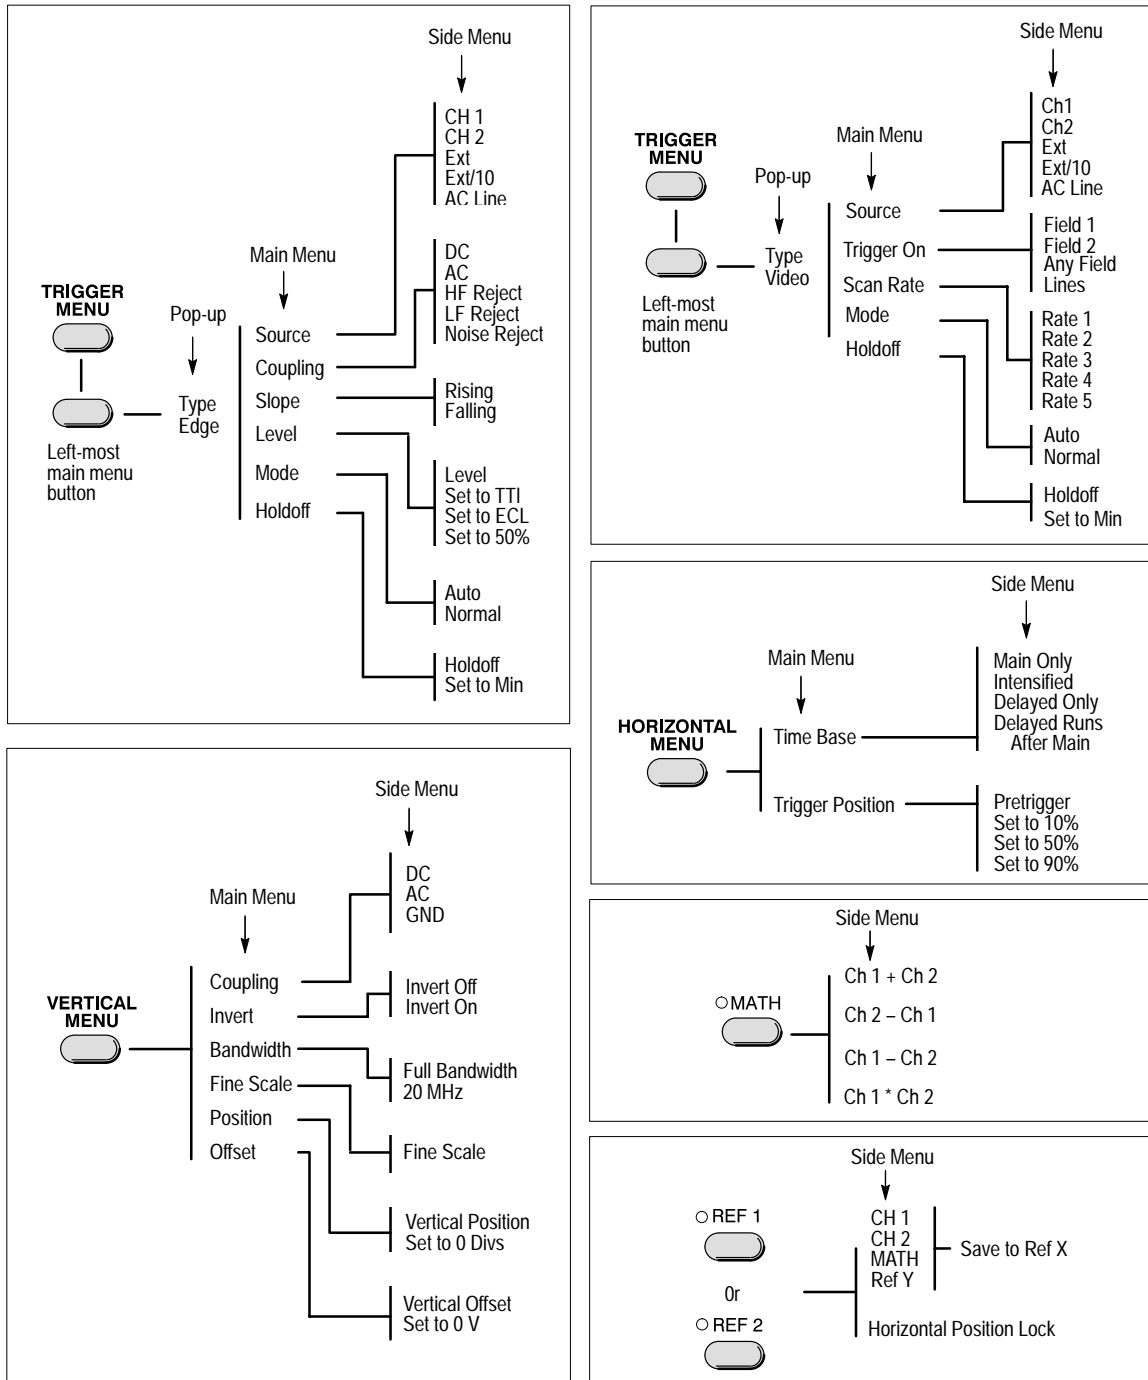 Side Menu
CH 1
CH 2
Ext
Ext/10
AC Line
Main Menu
DC
AC
HF Reject
LF Reject
Noise Reject
TRIGGER
MENU
Pop-up
Source
Coupling
Slope
Level
Mode
Holdoff
Type
Edge
Rising
Falling
Left-most
main menu
button
Level
Set to TTl
Set to ECL
Set to 50%
Auto
Normal
Holdoff
Set to Min
Side Menu
Ch1
Ch2
Ext
Ext/10
AC Line
TRIGGER
MENU
Main Menu
Pop-up
Source
Trigger On
Scan Rate
Mode
Holdoff
Type
Video
Left-most
main menu
button
Field 1
Field 2
Any Field
Lines
Rate 1
Rate 2
Rate 3
Rate 4
Rate 5
Auto
Normal
Holdoff
Set to Min
Side Menu
Main Menu
Main Only
Intensified
Delayed Only
Delayed Runs
After Main
HORIZONTAL
MENU
Time Base
Trigger Position
Pretrigger
Set to 10%
Set to 50%
Set to 90%
Side Menu
Main Menu
DC
AC
GND
VERTICAL
MENU
Coupling
Invert
Bandwidth
Fine Scale
Position
Offset
Invert Off
Invert On
Full Bandwidth
20 MHz
Fine Scale
Vertical Position
Set to 0 Divs
Vertical Offset
Set to 0 V
Side Menu
MATH
Ch 1 + Ch 2
Ch 2 – Ch 1
Ch 1 – Ch 2
Ch 1 * Ch 2
Side Menu
REF 1
0r
REF 2
CH 1
CH 2
MATH
Ref Y
Save to Ref X
Horizontal Position Lock